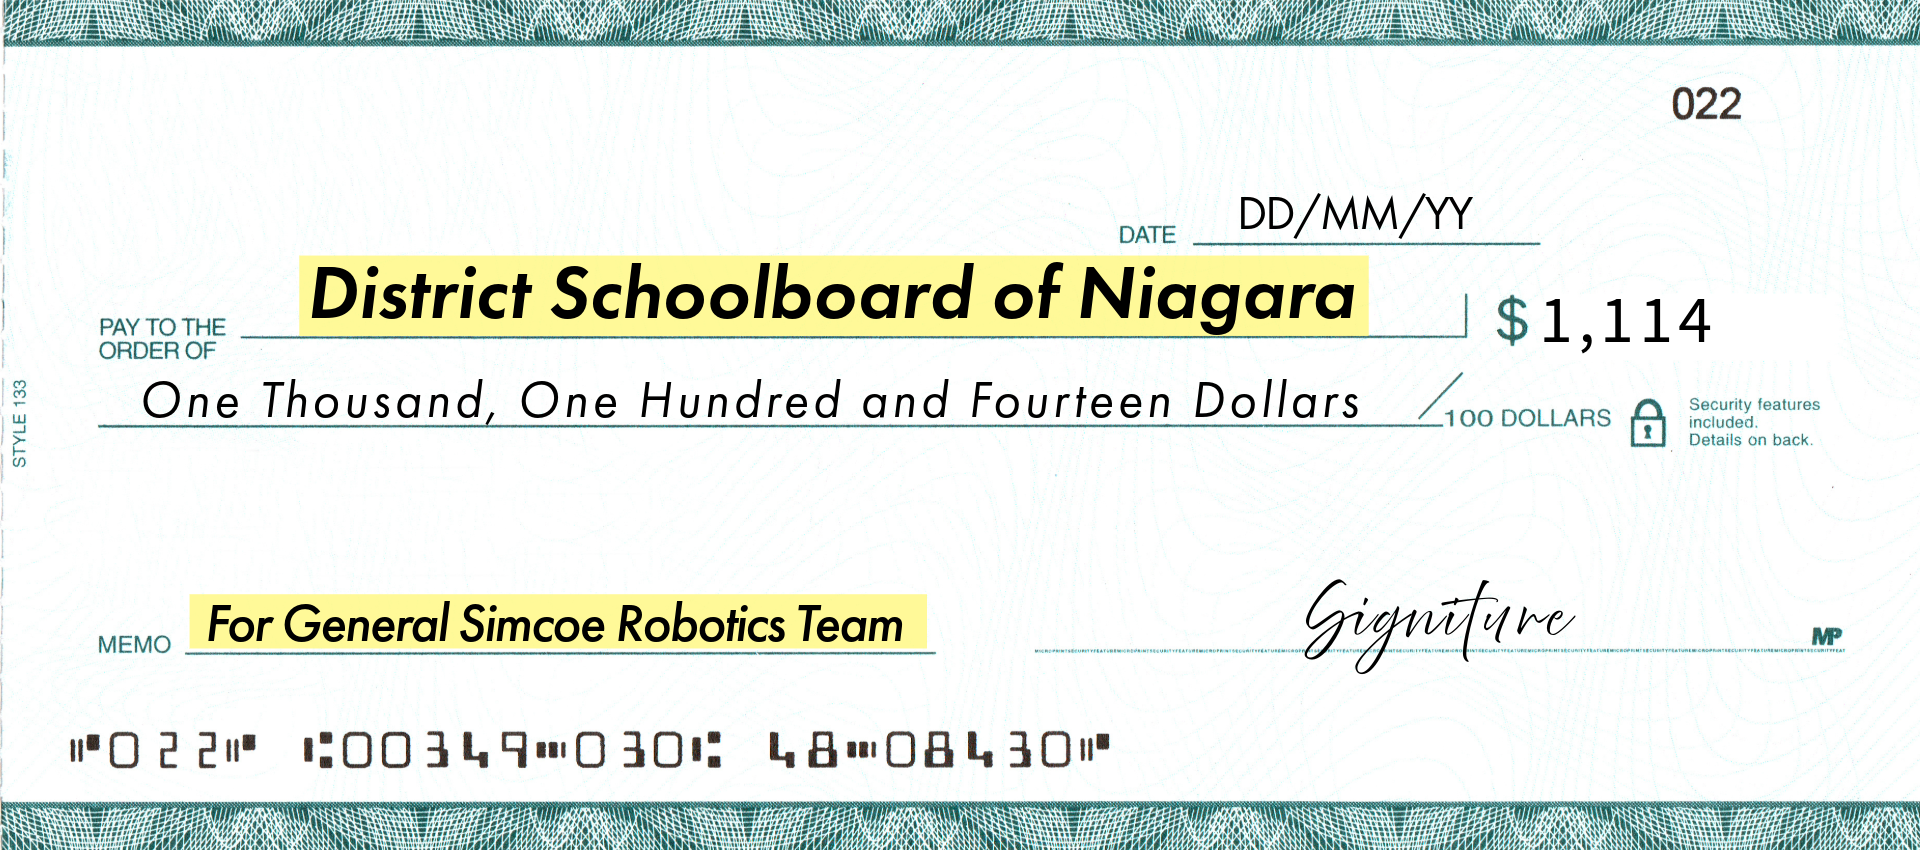 022
DATE DD/MM/YY
PAY TO THE
ORDER OF
District Schoolboard of Niagara
$ 1,114
One Thousand, One Hundred and Fourteen Dollars
/100 DOLLARS
Security features
included.
Details on back.
STYLE 133
MEMO For General Simcoe Robotics Team
Signiture
MP
⑈022⑈ ⑆00349⑉030⑆ 48⑉08430⑈